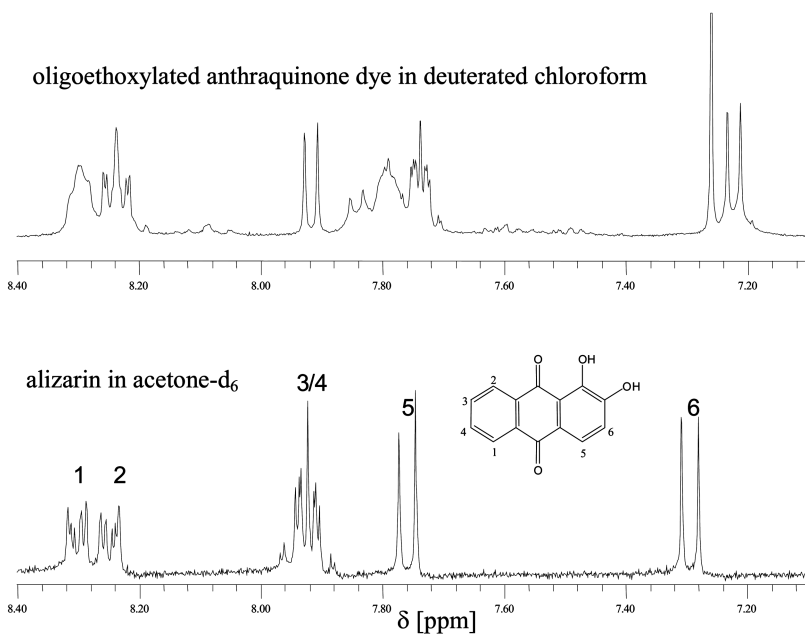 oligoethoxylated anthraquinone dye in deuterated chloroform
8.40 8.20 8.00 7.80 7.60 7.40 7.20
alizarin in acetone-d6
1 2 3/4 5 6
O OH
OH
2
3
4
1
O
5
6
8.40 8.20 8.00 7.80 7.60 7.40 7.20
δ [ppm]